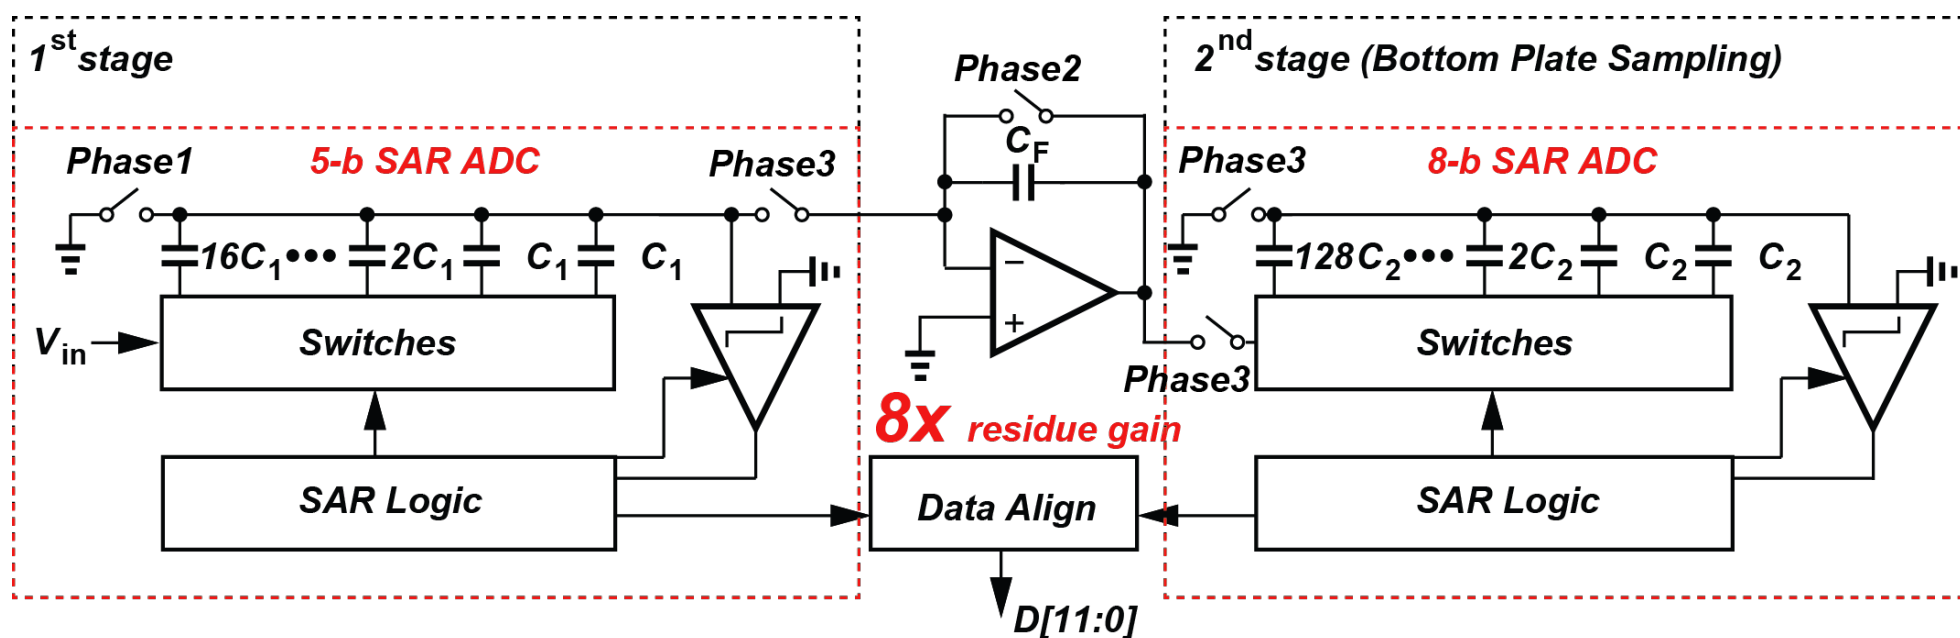 1st stage
2nd stage (Bottom Plate Sampling)
Phase2
Phase1
5-b SAR ADC
Phase3
CF
Phase3
8-b SAR ADC
16C1 ••• 2C1 C1 C1
128C2 ••• 2C2 C2 C2
−
+
Vin
Switches
Switches
Phase3
8x residue gain
SAR Logic
Data Align
SAR Logic
D[11:0]